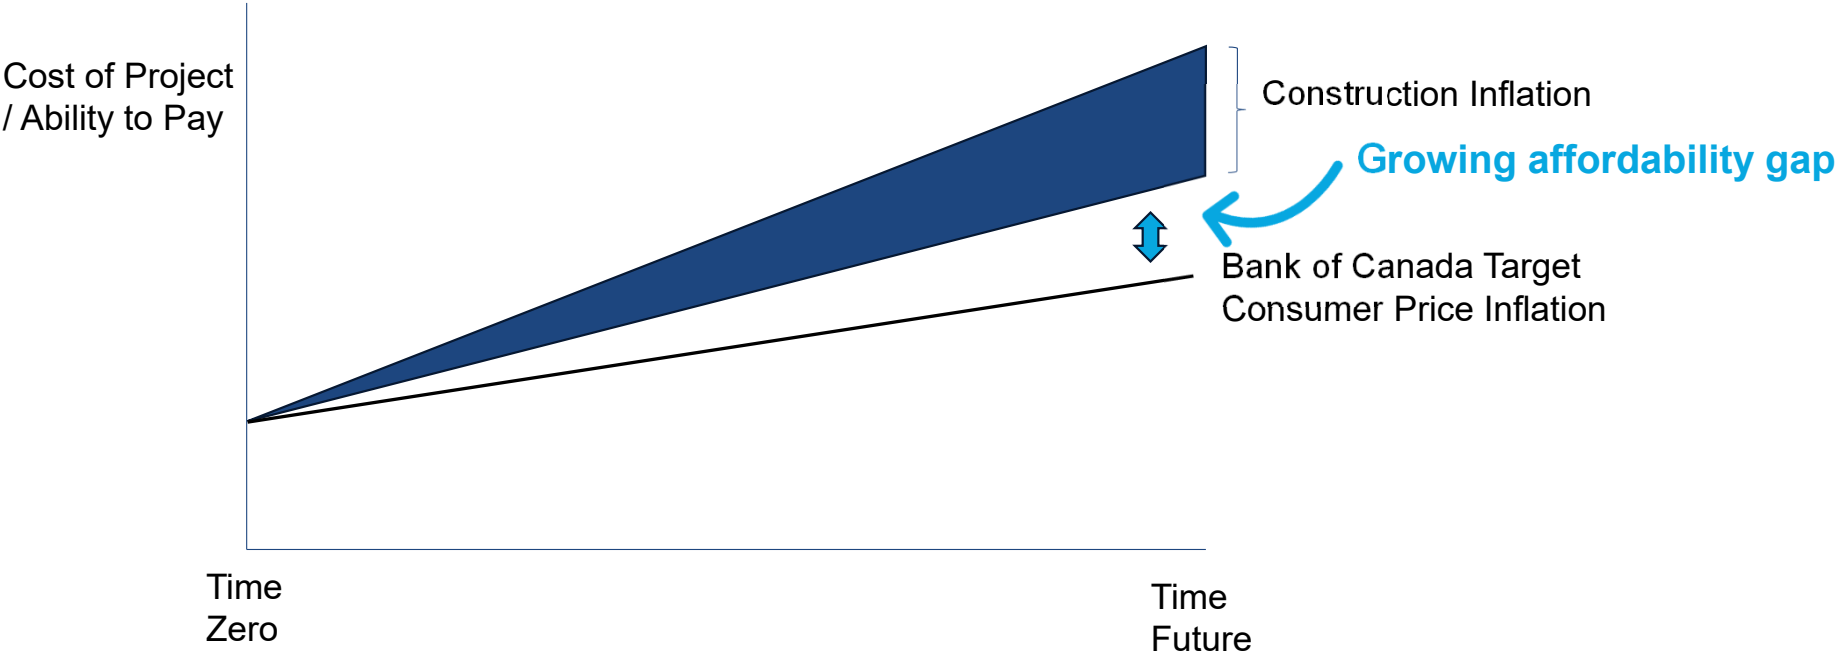 Cost of Project
/ Ability to Pay
Construction Inflation
Growing affordability gap
Bank of Canada Target
Consumer Price Inflation
Time
Zero
Time
Future